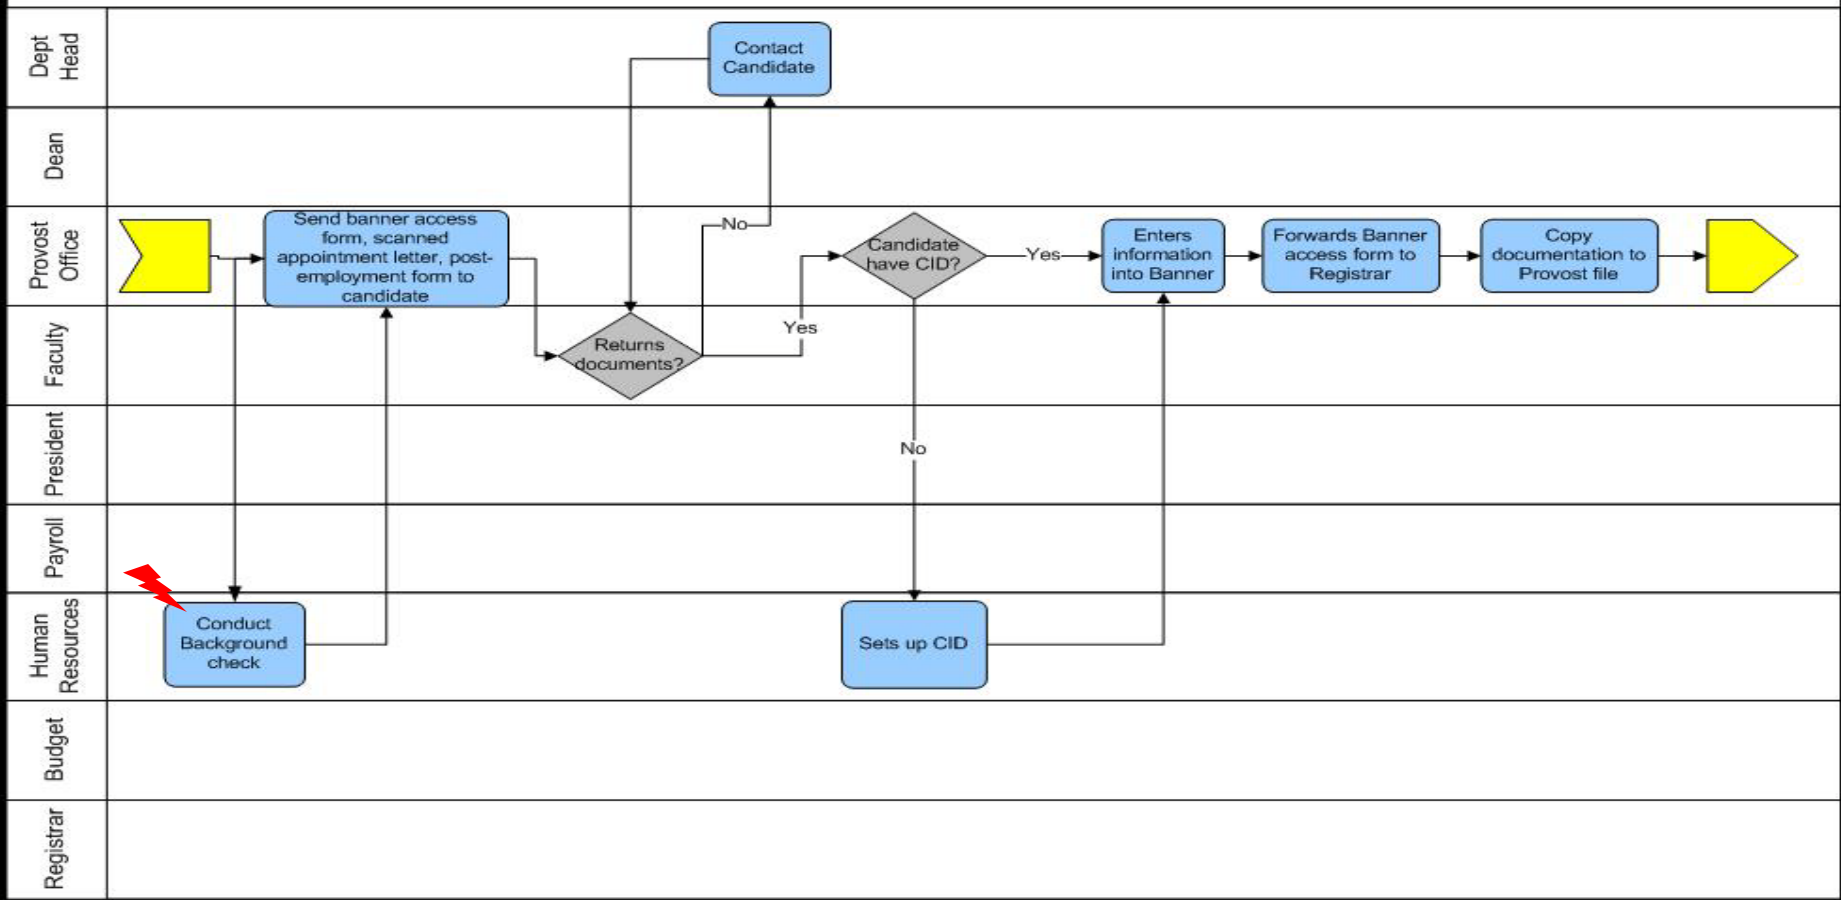 Dept
Head
Contact
Candidate
Dean
Provost
Office
Send banner access
form, scanned
appointment letter, post-
employment form to
candidate
No
Candidate
have CID?
Yes
Enters
information
into Banner
Forwards Banner
access form to
Registrar
Copy
documentation to
Provost file
Faculty
Returns
documents?
Yes
President
No
Payroll
Human
Resources
Conduct
Background
check
Sets up CID
Budget
Registrar